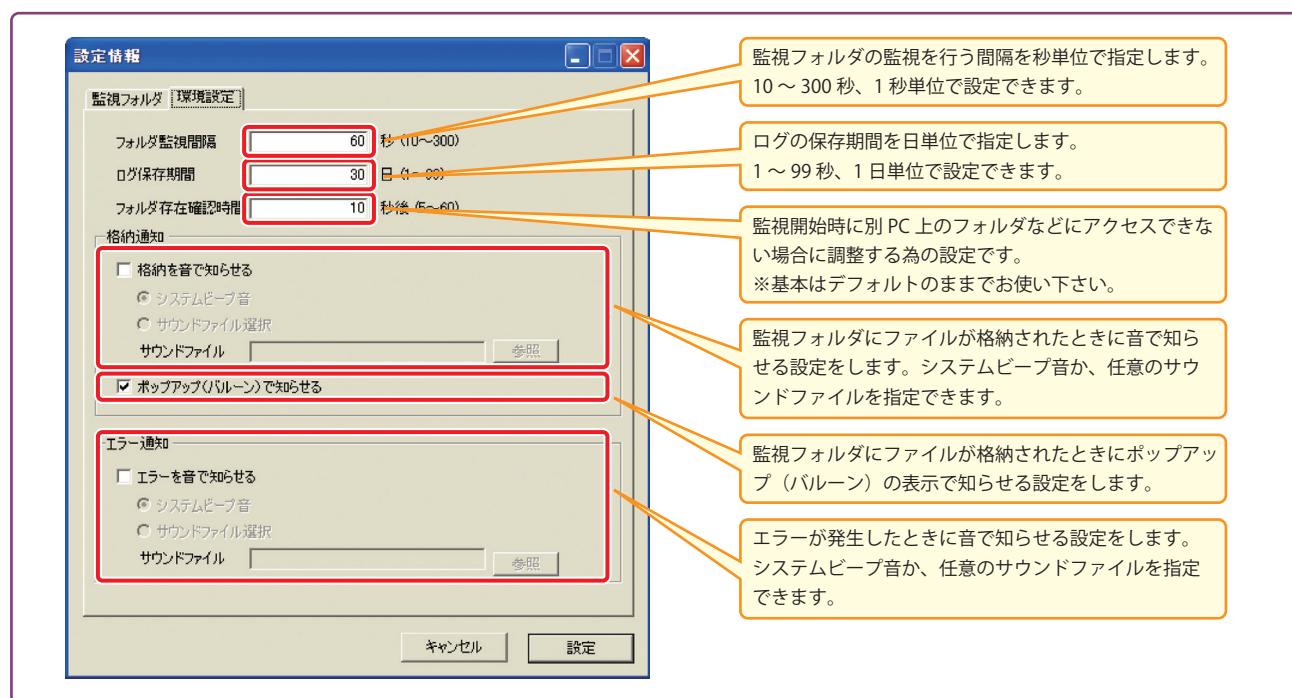 設定情報
監視フォルダ 環境設定
フォルダ監視間隔 60 秒 (10～300)
ログ保存期間 30 日 (1～99)
フォルダ存在確認時間 10 秒後 (5～60)
格納通知
格納を音で知らせる
システムビープ音
サウンドファイル選択
サウンドファイル 参照
ポップアップ(バルーン)で知らせる
エラー通知
エラーを音で知らせる
システムビープ音
サウンドファイル選択
サウンドファイル 参照
キャンセル 設定
監視フォルダの監視を行う間隔を秒単位で指定します。
10 ～ 300 秒、1 秒単位で設定できます。
ログの保存期間を日単位で指定します。
1 ～ 99 秒、1 日単位で設定できます。
監視開始時に別 PC 上のフォルダなどにアクセスできな
い場合に調整する為の設定です。
※基本はデフォルトのままでお使い下さい。
監視フォルダにファイルが格納されたときに音で知ら
せる設定をします。システムビープ音か、任意のサウ
ンドファイルを指定できます。
監視フォルダにファイルが格納されたときにポップアッ
プ（バルーン）の表示で知らせる設定をします。
エラーが発生したときに音で知らせる設定をします。
システムビープ音か、任意のサウンドファイルを指定
できます。